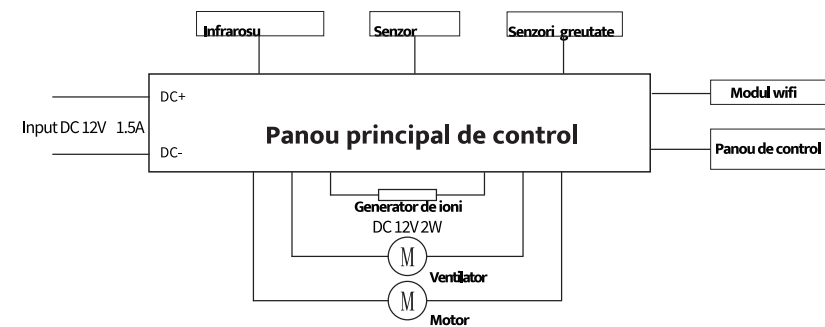 Infrarosu
Senzor
Senzori greutate
DC+
Modul wifi
Input DC 12V 1.5A
Panou principal de control
Panou de control
DC-
Generator de ioni
DC 12V 2W
M
Ventilator
M
Motor